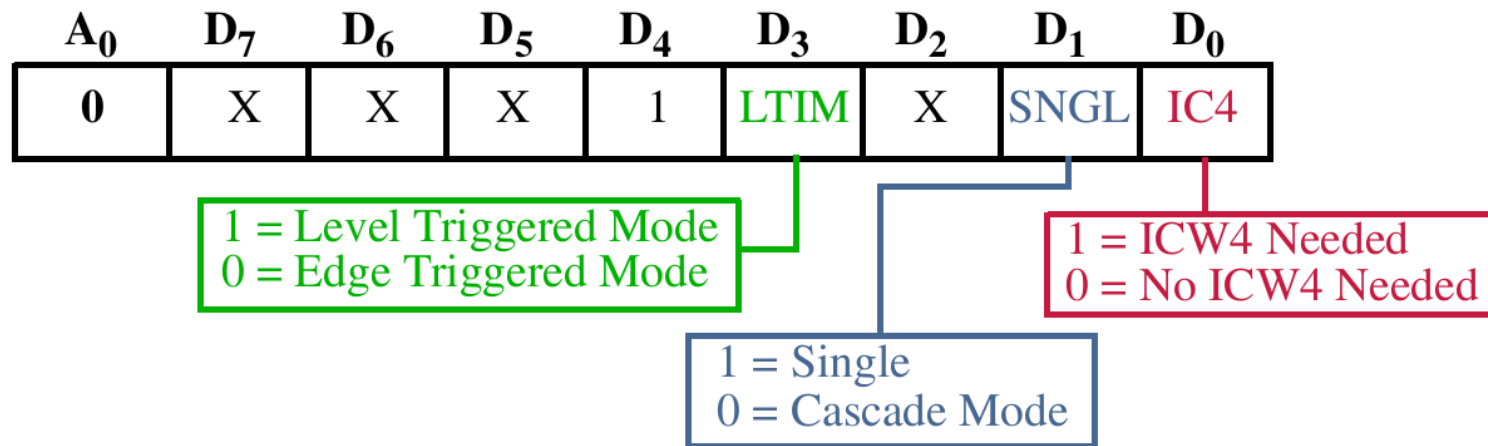 A0 D7 D6 D5 D4 D3 D2 D1 D0
0 X X X 1 LTIM X SNGL IC4
1 = Level Triggered Mode
0 = Edge Triggered Mode
1 = ICW4 Needed
0 = No ICW4 Needed
1 = Single
0 = Cascade Mode